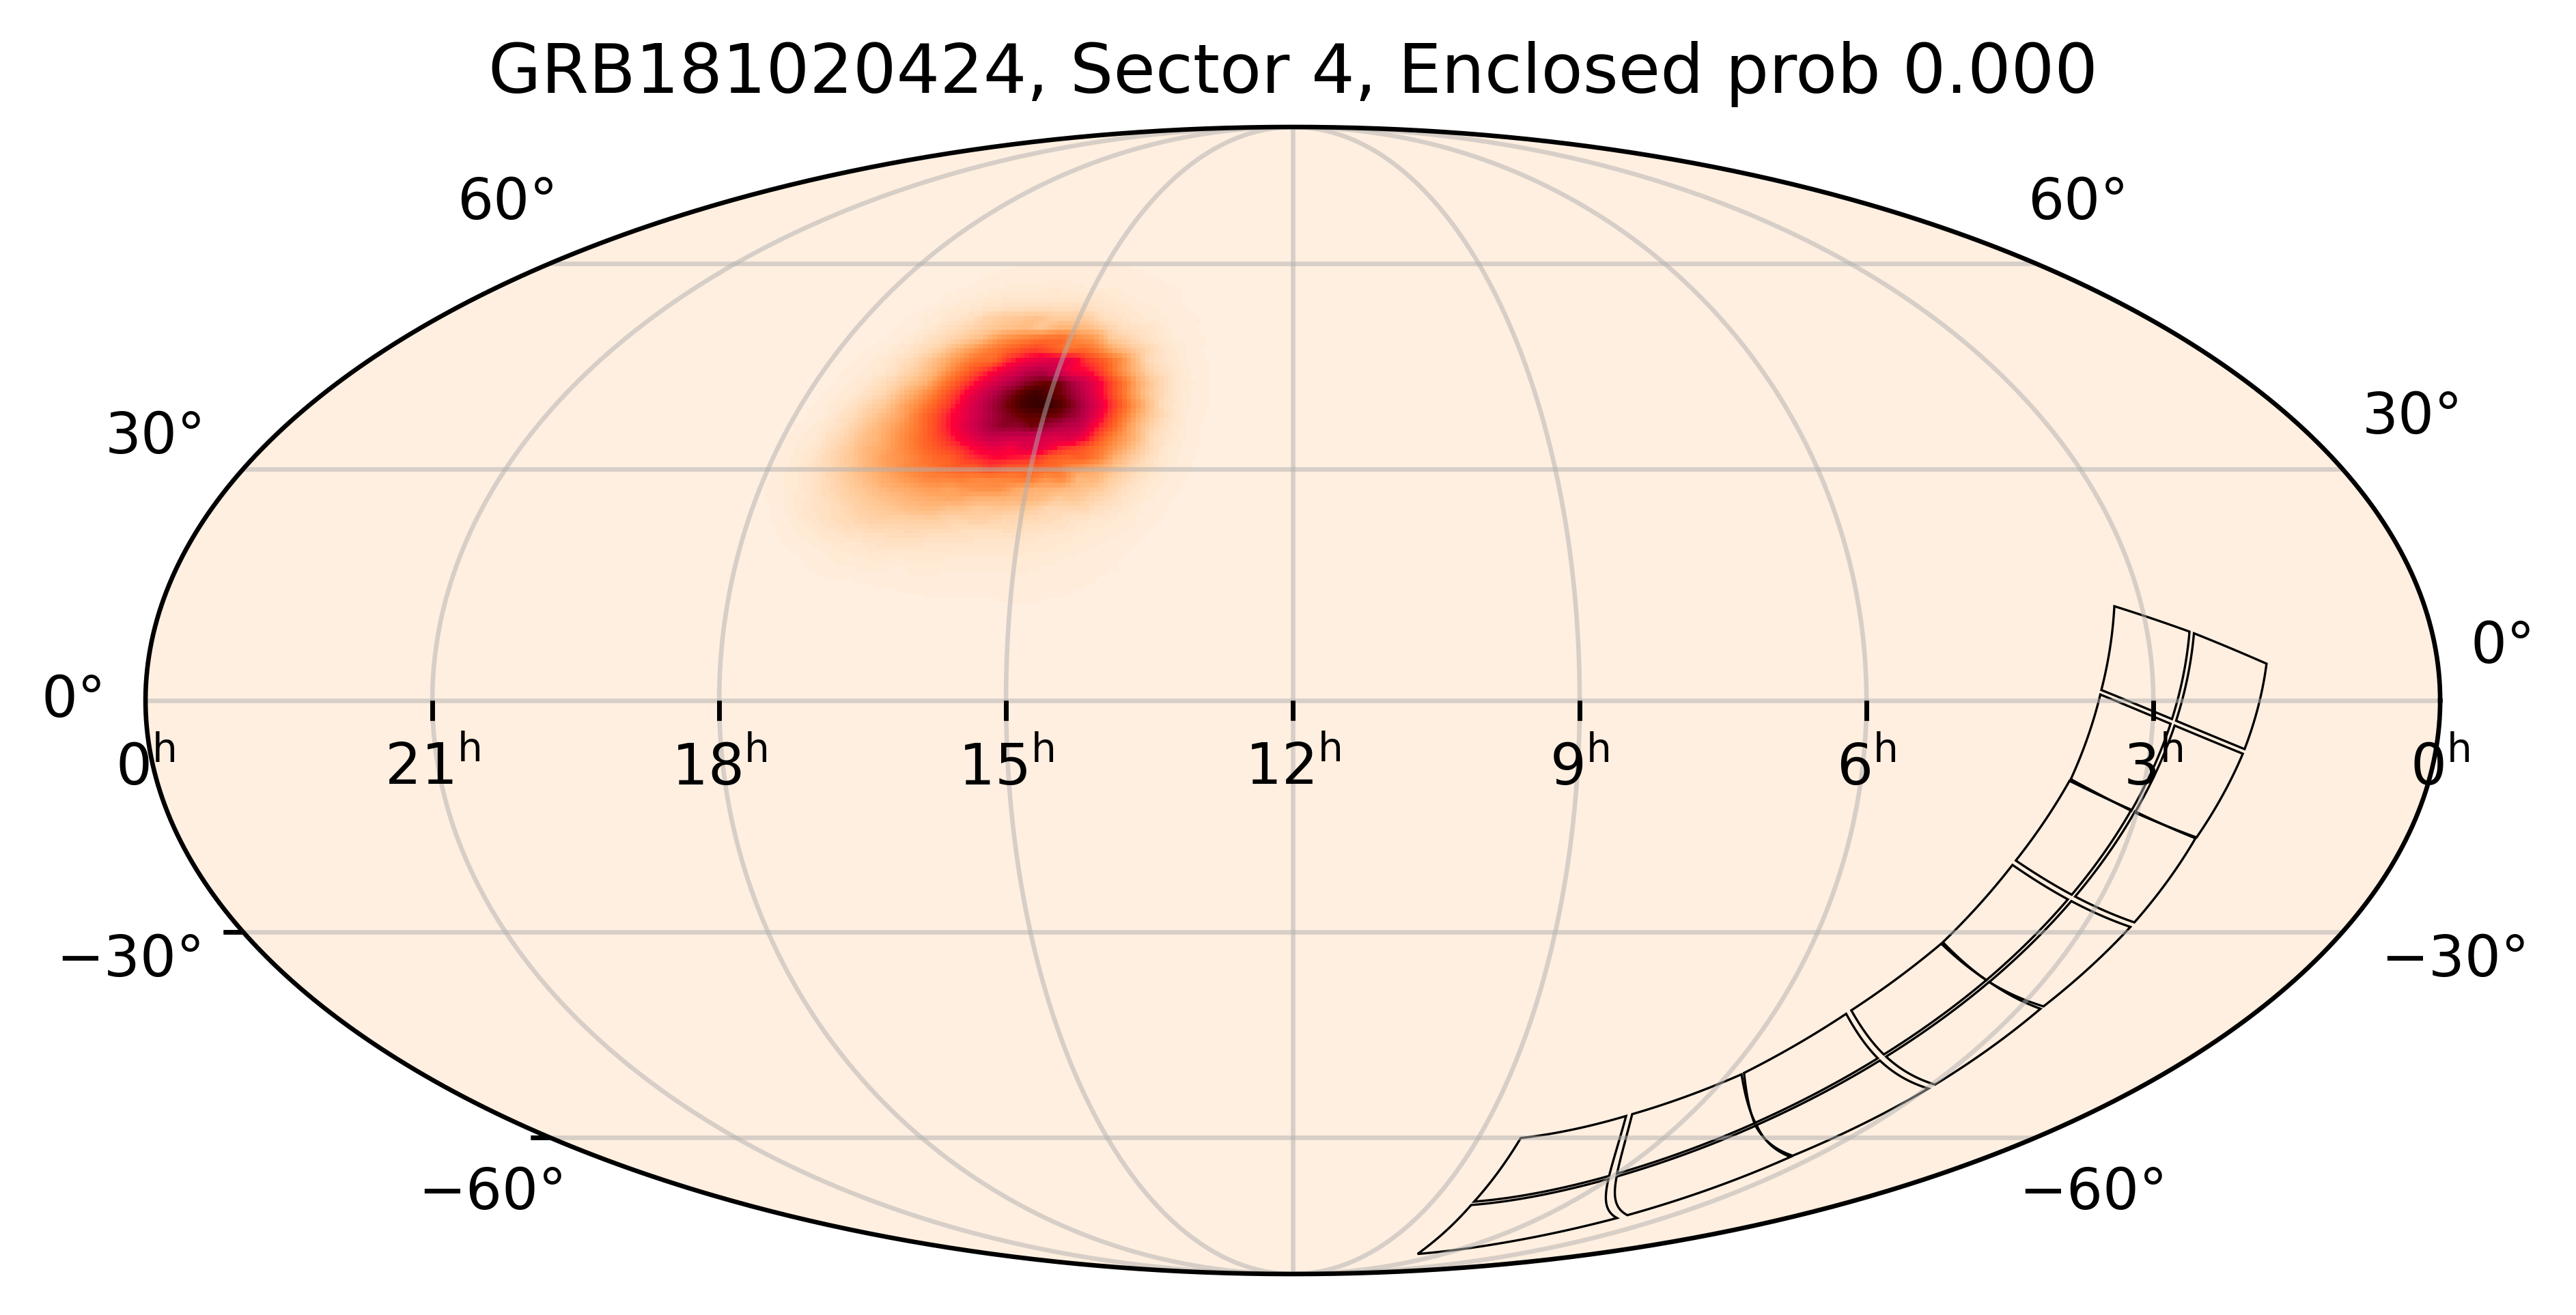 GRB181020424, Sector 4, Enclosed prob 0.000
60° 60°
30° 30°
0° 0°
0h 21h 18h 15h 12h 9h 6h 3h 0h
−30° −30°
−60° −60°